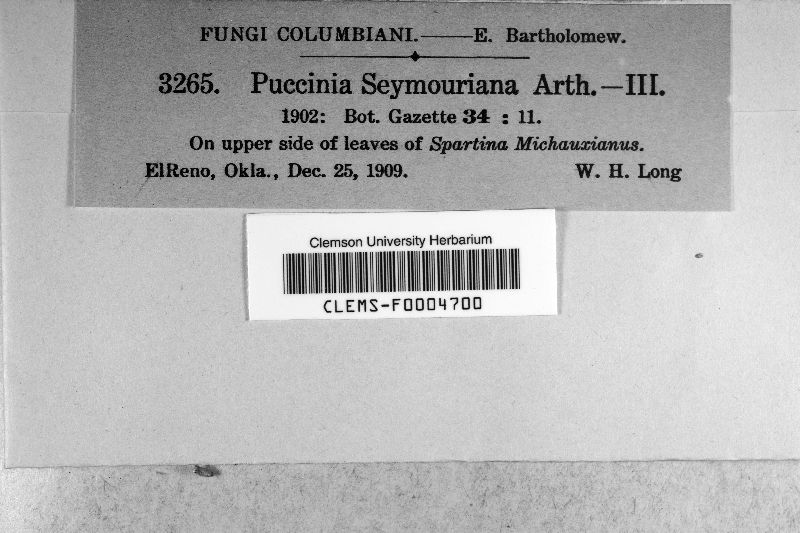 FUNGI COLUMBIANI.——E. Bartholomew.
3265. Puccinia Seymouriana Arth.—III.
1902: Bot. Gazette 34 : 11.
On upper side of leaves of Spartina Michauxianus.
ElReno, Okla., Dec. 25, 1909. W. H. Long
Clemson University Herbarium
CLEMS-F0004700